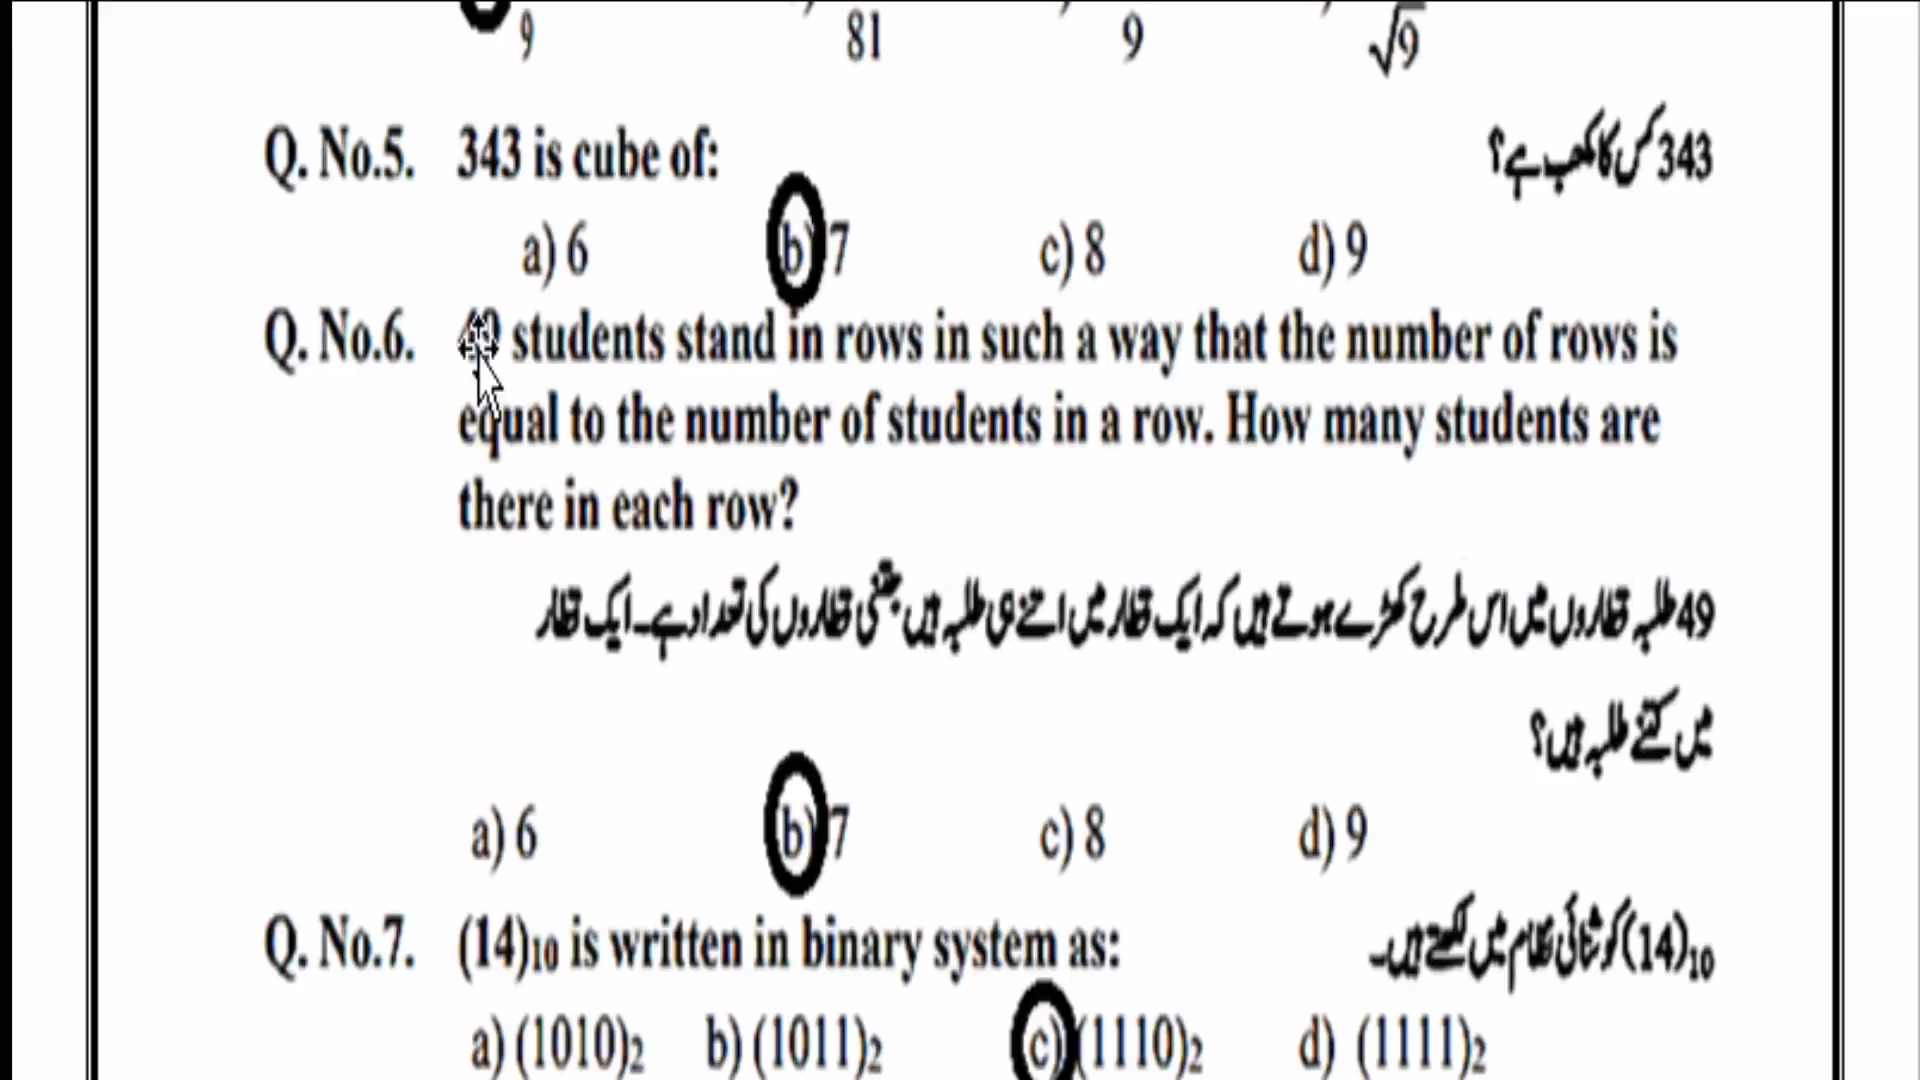 9 81 9 √9
Q. No.5. 343 is cube of: 343 کس کا مکعب ہے؟
a) 6 b) 7 c) 8 d) 9
Q. No.6. 49 students stand in rows in such a way that the number of rows is
equal to the number of students in a row. How many students are
there in each row?
49 طلبہ قطاروں میں اس طرح کھڑے ہوتے ہیں کہ ایک قطار میں اتنے ہی طلبہ ہیں جتنی قطاروں کی تعداد ہے۔ ایک قطار
میں کتنے طلبہ ہیں؟
a) 6 b) 7 c) 8 d) 9
Q. No.7. (14)₁₀ is written in binary system as: (14)₁₀ کو ثنائی نظام میں لکھتے ہیں۔
a) (1010)₂ b) (1011)₂ c) (1110)₂ d) (1111)₂